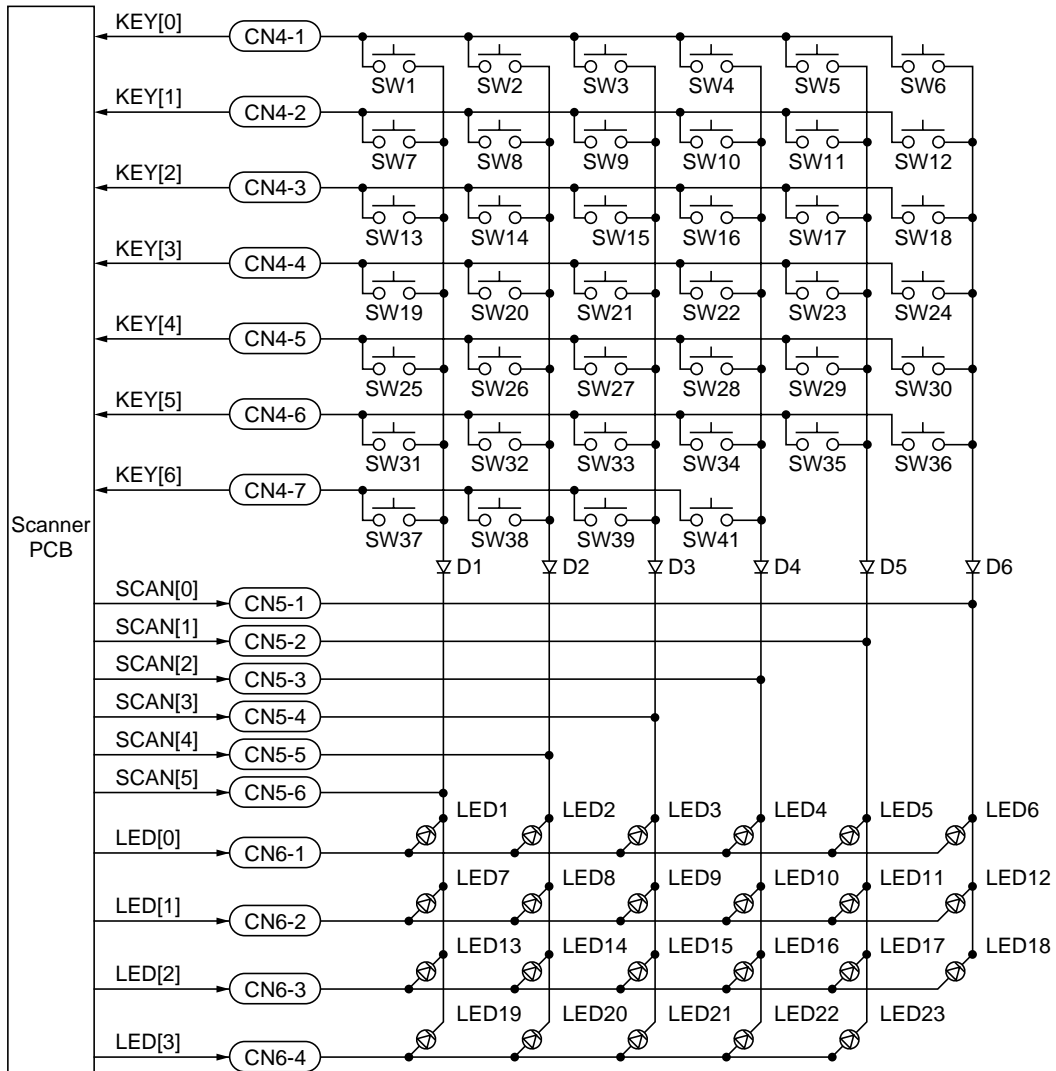 KEY[0] CN4-1
SW1 SW2 SW3 SW4 SW5 SW6
KEY[1] CN4-2
SW7 SW8 SW9 SW10 SW11 SW12
KEY[2] CN4-3
SW13 SW14 SW15 SW16 SW17 SW18
KEY[3] CN4-4
SW19 SW20 SW21 SW22 SW23 SW24
KEY[4] CN4-5
SW25 SW26 SW27 SW28 SW29 SW30
KEY[5] CN4-6
SW31 SW32 SW33 SW34 SW35 SW36
KEY[6] CN4-7
SW37 SW38 SW39 SW41
Scanner
PCB
D1 D2 D3 D4 D5 D6
SCAN[0] CN5-1
SCAN[1] CN5-2
SCAN[2] CN5-3
SCAN[3] CN5-4
SCAN[4] CN5-5
SCAN[5] CN5-6
LED1 LED2 LED3 LED4 LED5 LED6
LED[0] CN6-1
LED7 LED8 LED9 LED10 LED11 LED12
LED[1] CN6-2
LED13 LED14 LED15 LED16 LED17 LED18
LED[2] CN6-3
LED19 LED20 LED21 LED22 LED23
LED[3] CN6-4